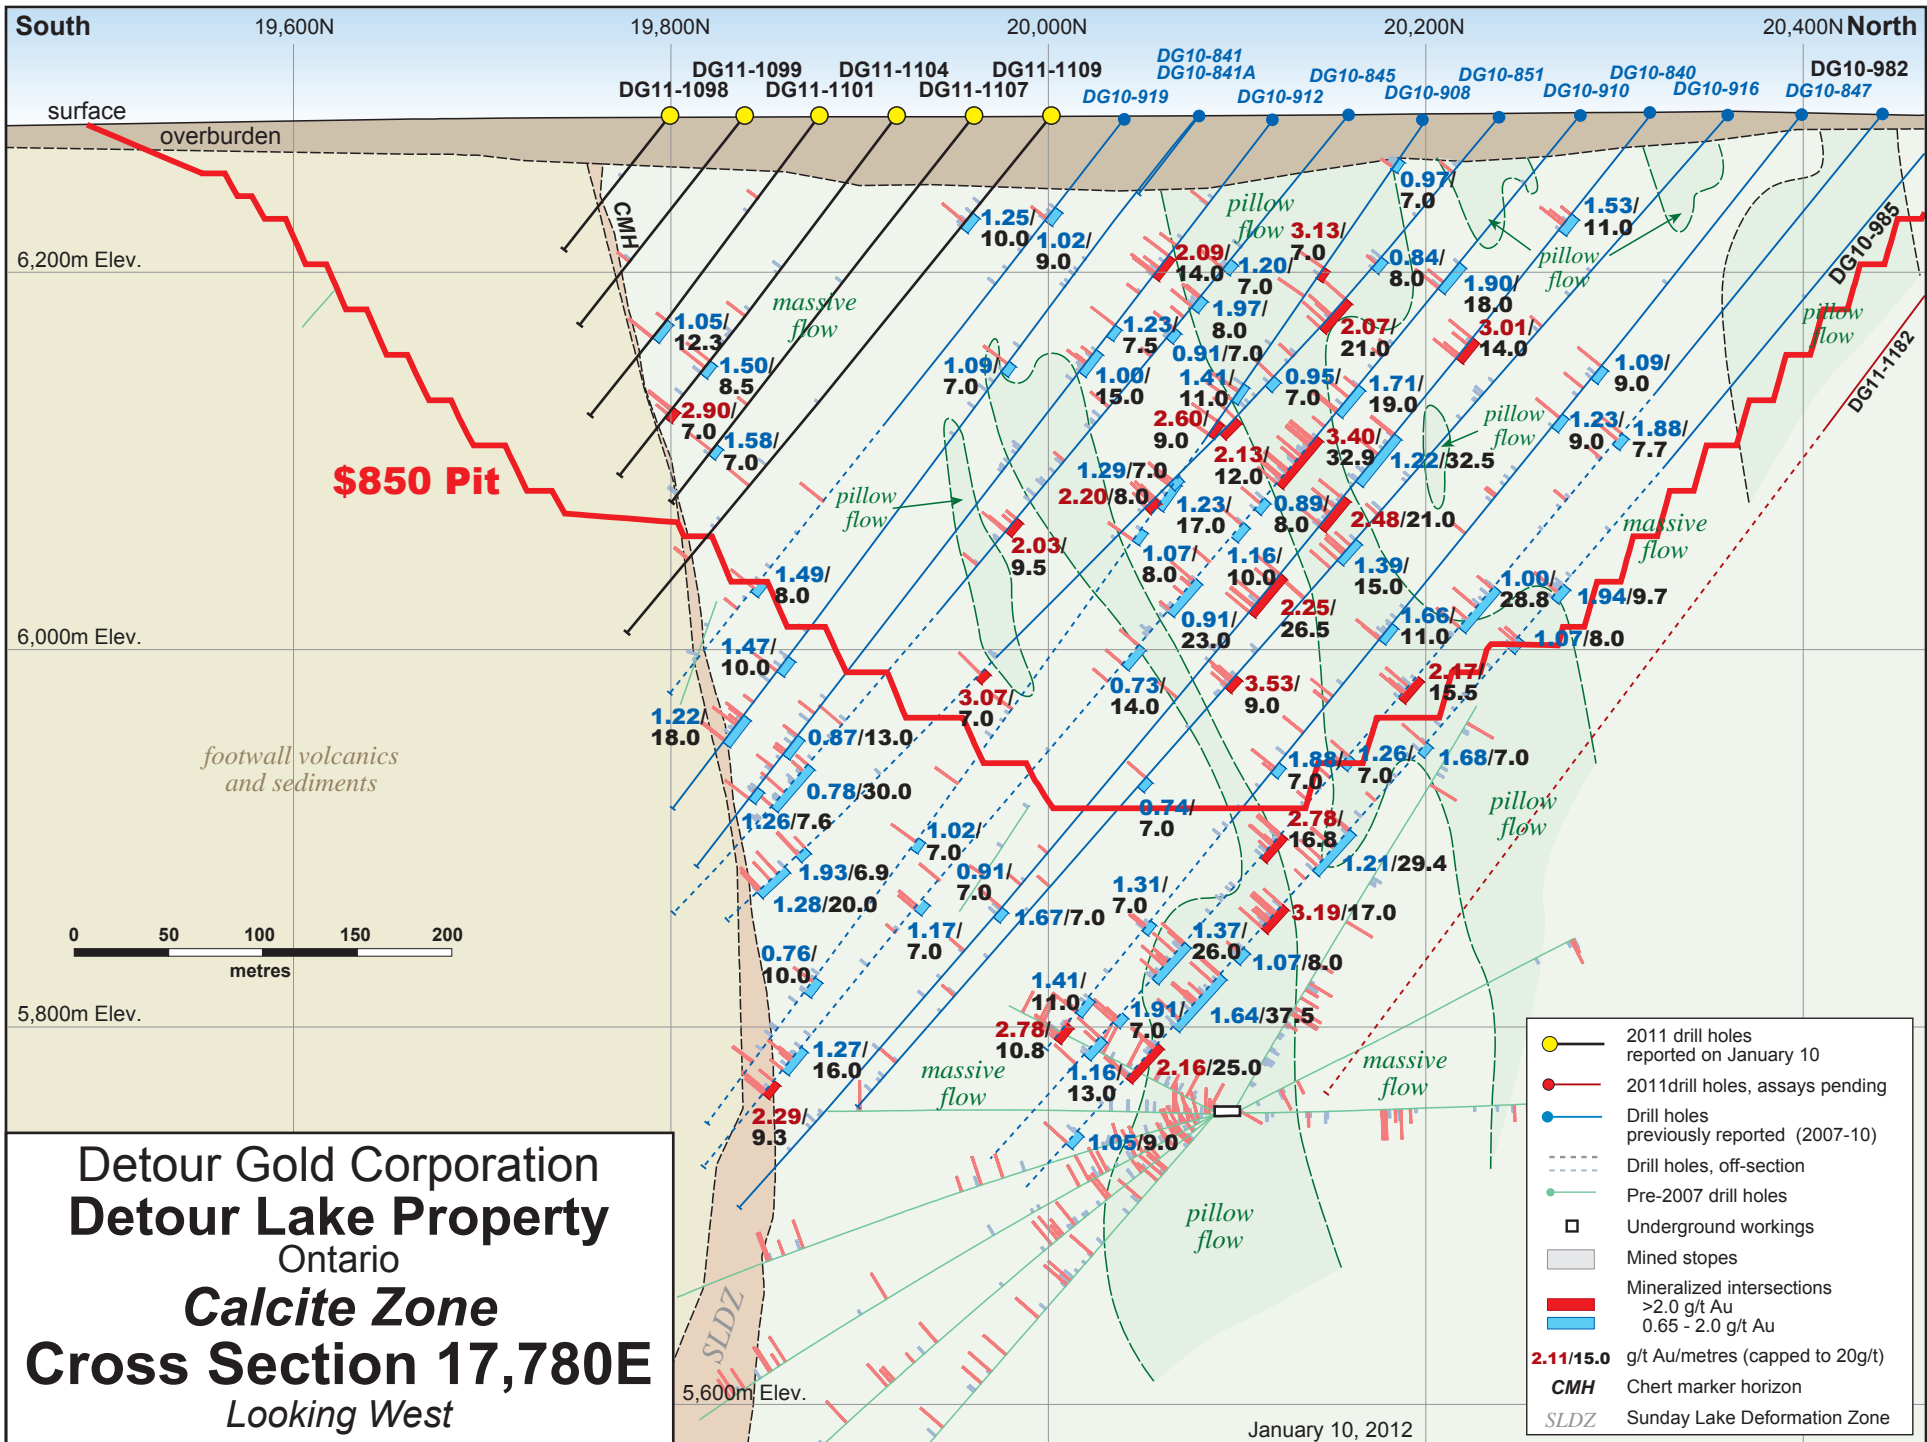 South
19,600N
19,800N
20,000N
20,200N
20,400N
North
DG11-1099
DG11-1104
DG11-1109
DG10-841
DG10-841A
DG10-845
DG10-851
DG10-840
DG10-982
DG11-1098
DG11-1101
DG11-1107
DG10-919
DG10-912
DG10-908
DG10-910
DG10-916
DG10-847
surface
overburden
CMH
0.97/
7.0
1.25/
10.0
1.02/
9.0
pillow
flow
3.13/
7.0
1.53/
11.0
2.09/
14.0
1.20/
7.0
0.84/
8.0
pillow
flow
DG10-985
6,200m Elev.
1.90/
18.0
massive
flow
1.97/
8.0
pillow
flow
1.05/
12.3
1.23/
7.5
2.07/
21.0
3.01/
14.0
DG11-1182
1.50/
8.5
1.09/
7.0
0.91/7.0
1.00/
15.0
1.41/
11.0
0.95/
7.0
1.71/
19.0
1.09/
9.0
2.90/
7.0
2.60/
9.0
pillow
flow
1.23/
9.0
1.88/
7.7
1.58/
7.0
3.40/
32.9
2.13/
12.0
1.22/32.5
$850 Pit
1.29/7.0
2.20/8.0
pillow
flow
1.23/
17.0
0.89/
8.0
2.48/21.0
massive
flow
2.03/
9.5
1.07/
8.0
1.16/
10.0
1.39/
15.0
1.49/
8.0
1.00/
28.8
1.94/9.7
2.25/
26.5
0.91/
23.0
1.66/
11.0
1.07/8.0
6,000m Elev.
1.47/
10.0
2.17/
15.5
0.73/
14.0
3.53/
9.0
3.07/
7.0
1.22/
18.0
0.87/13.0
footwall volcanics
and sediments
1.88/
7.0
1.26/
7.0
1.68/7.0
0.78/30.0
0.74/
7.0
pillow
flow
1.26/7.6
2.78/
16.8
1.02/
7.0
1.21/29.4
1.93/6.9
0.91/
7.0
1.28/20.0
1.31/
7.0
1.67/7.0
3.19/17.0
1.17/
7.0
1.37/
26.0
0 50 100 150 200
metres
0.76/
10.0
1.07/8.0
1.41/
11.0
1.91/
7.0
1.64/37.5
5,800m Elev.
2.78/
10.8
1.27/
16.0
1.16/
13.0
2.16/25.0
massive
flow
massive
flow
2.29/
9.3
1.05/9.0
pillow
flow
SLDZ
5,600m Elev.
January 10, 2012
Detour Gold Corporation
Detour Lake Property
Ontario
Calcite Zone
Cross Section 17,780E
Looking West
2011 drill holes
reported on January 10
2011drill holes, assays pending
Drill holes
previously reported (2007-10)
Drill holes, off-section
Pre-2007 drill holes
Underground workings
Mined stopes
Mineralized intersections
>2.0 g/t Au
0.65 - 2.0 g/t Au
2.11/15.0 g/t Au/metres (capped to 20g/t)
CMH Chert marker horizon
SLDZ Sunday Lake Deformation Zone